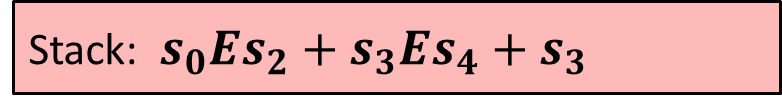 Stack: s₀Es₂ + s₃Es₄ + s₃